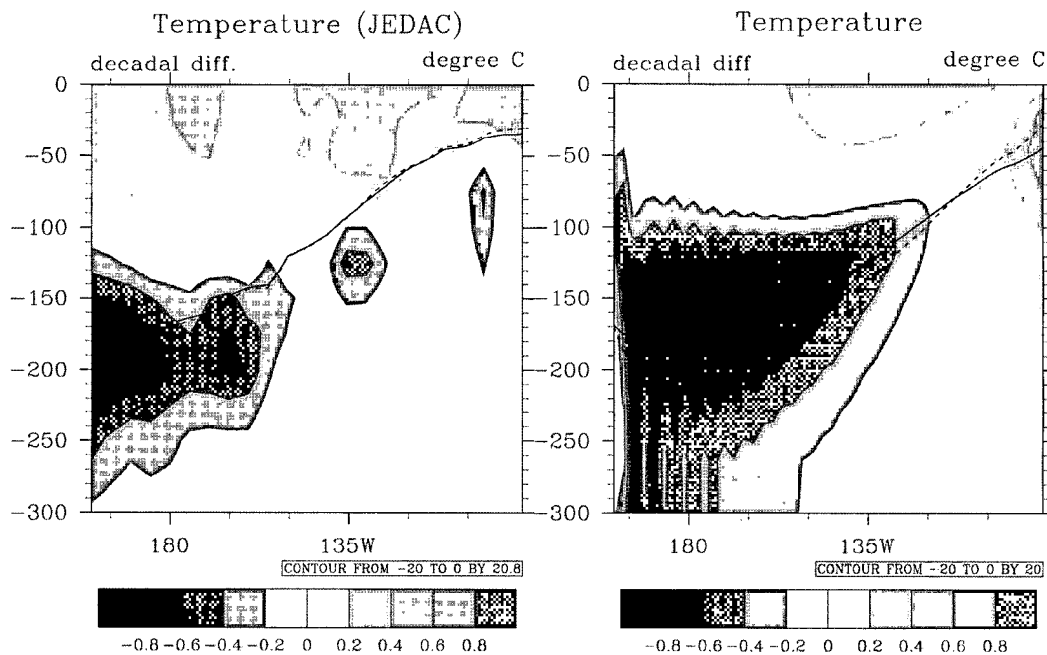 Temperature (JEDAC)
decadal diff.
degree C
0
-50
-100
-150
-200
-250
-300
180
135W
CONTOUR FROM -20 TO 0 BY 20.8
-0.8 -0.6 -0.4 -0.2 0 0.2 0.4 0.6 0.8
Temperature
decadal diff
degree C
0
-50
-100
-150
-200
-250
-300
180
135W
CONTOUR FROM -20 TO 0 BY 20
-0.8 -0.6 -0.4 -0.2 0 0.2 0.4 0.6 0.8